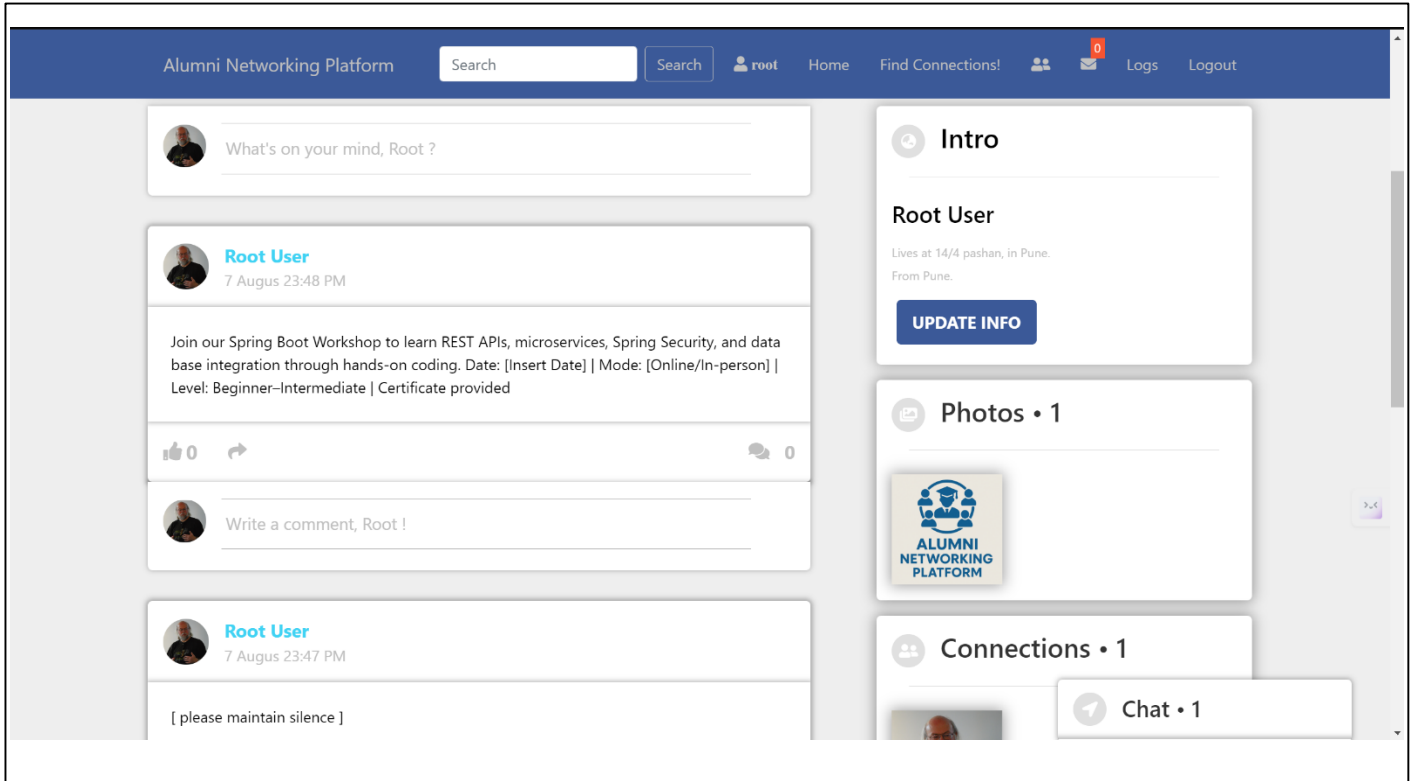 Alumni Networking Platform
Search
Search
root
Home
Find Connections!
0
Logs
Logout
What's on your mind, Root ?
Root User
7 Augus 23:48 PM
Join our Spring Boot Workshop to learn REST APIs, microservices, Spring Security, and data
base integration through hands-on coding. Date: [Insert Date] | Mode: [Online/In-person] |
Level: Beginner–Intermediate | Certificate provided
0
0
Write a comment, Root !
Root User
7 Augus 23:47 PM
[ please maintain silence ]
Intro
Root User
Lives at 14/4 pashan, in Pune.
From Pune.
UPDATE INFO
Photos • 1
ALUMNI
NETWORKING
PLATFORM
Connections • 1
Chat • 1